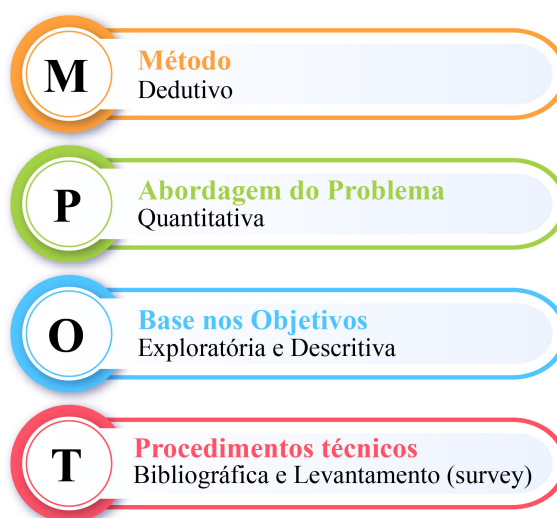 M
Método
Dedutivo
P
Abordagem do Problema
Quantitativa
O
Base nos Objetivos
Exploratória e Descritiva
T
Procedimentos técnicos
Bibliográfica e Levantamento (survey)